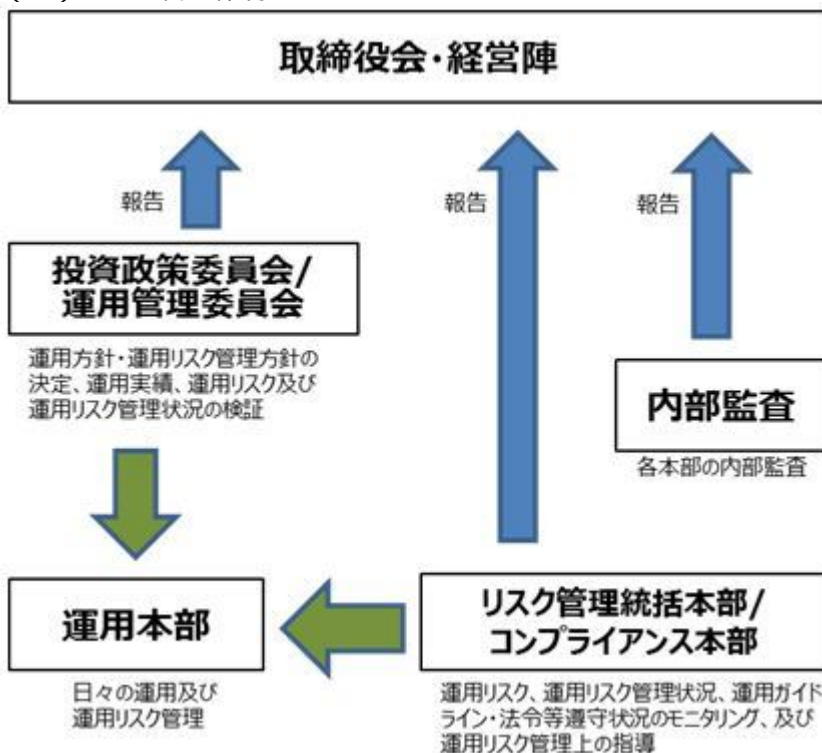 取締役会・経営陣
報告
報告
報告
投資政策委員会/
運用管理委員会
運用方針・運用リスク管理方針の
決定、運用実績、運用リスク及び
運用リスク管理状況の検証
内部監査
各本部の内部監査
運用本部
日々の運用及び
運用リスク管理
リスク管理統括本部/
コンプライアンス本部
運用リスク、運用リスク管理状況、運用ガイド
ライン・法令等遵守状況のモニタリング、及び
運用リスク管理上の指導